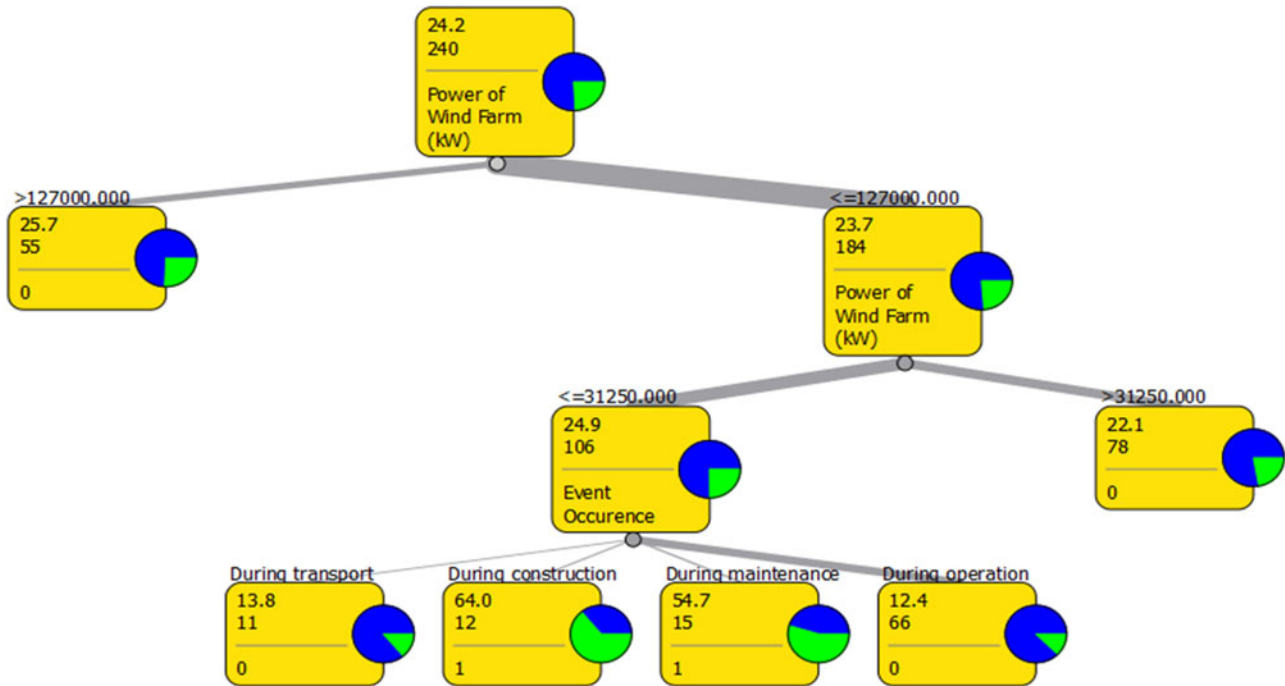 24.2
240
Power of
Wind Farm
(kW)
>127000.000
25.7
55
0
<=127000.000
23.7
184
Power of
Wind Farm
(kW)
<=31250.000
24.9
106
Event
Occurence
>31250.000
22.1
78
0
During transport
13.8
11
0
During construction
64.0
12
1
During maintenance
54.7
15
1
During operation
12.4
66
0